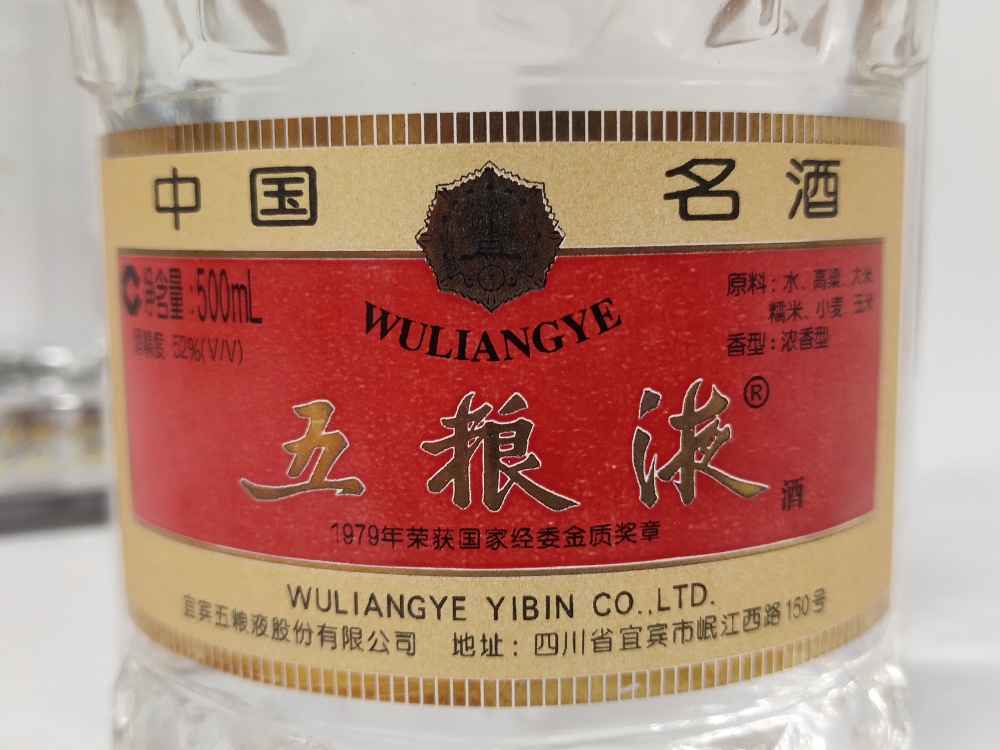 中国 名酒
净含量:500mL
酒精度 52%(V/V)
原料:水、高粱、大米
糯米、小麦、玉米
香型:浓香型
WULIANGYE
五粮液®
酒
1979年荣获国家经委金质奖章
WULIANGYE YIBIN CO.,LTD.
宜宾五粮液股份有限公司 地址:四川省宜宾市岷江西路150号